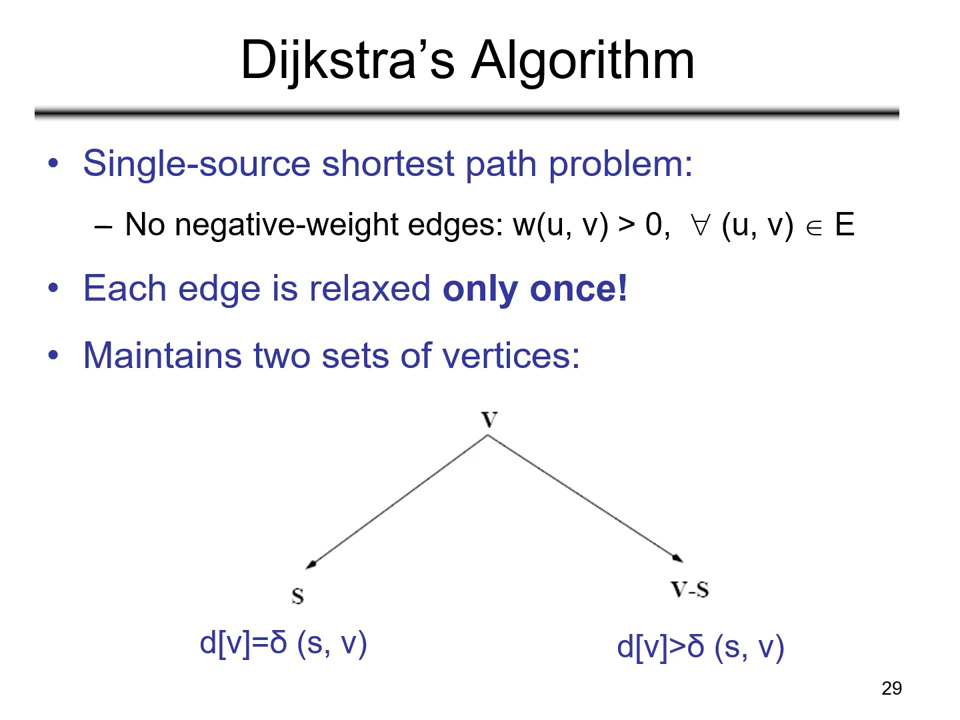 Dijkstra’s Algorithm
• Single-source shortest path problem:
– No negative-weight edges: w(u, v) > 0, ∀ (u, v) ∈ E
• Each edge is relaxed only once!
• Maintains two sets of vertices:
V
S
V-S
d[v]=δ (s, v)
d[v]>δ (s, v)
29